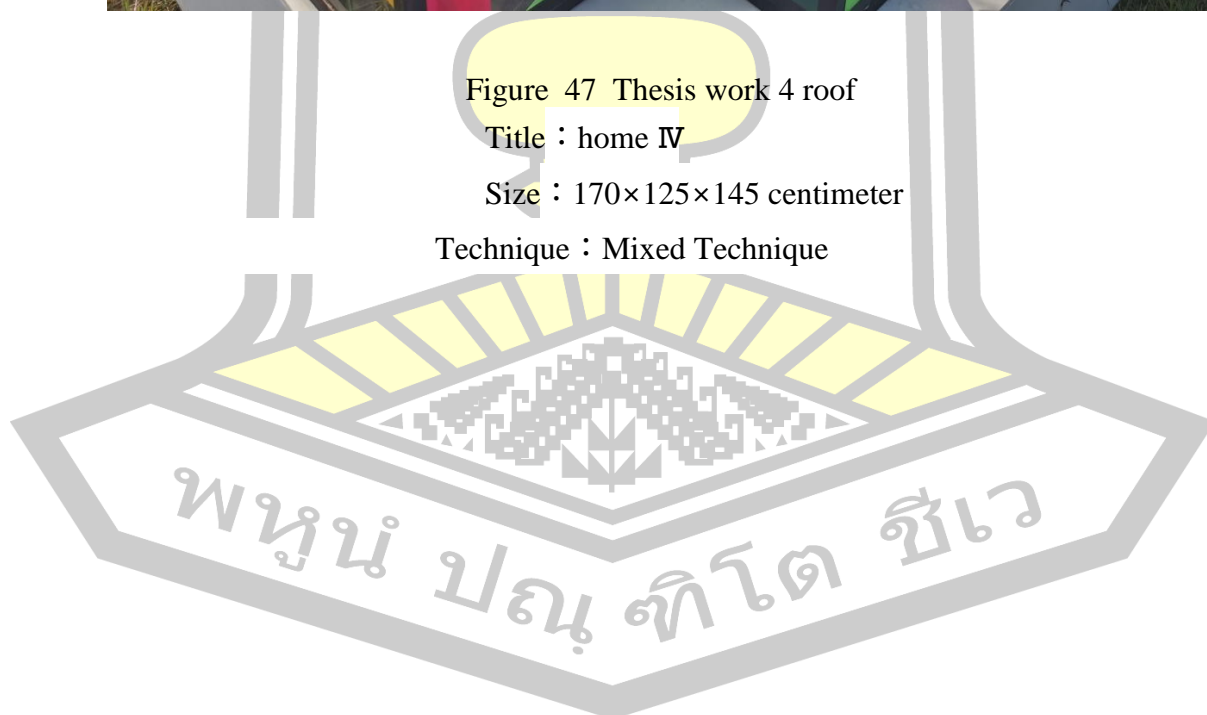 Figure 47 Thesis work 4 roof
Title：home Ⅳ
Size：170×125×145 centimeter
Technique：Mixed Technique
พหูนํ ปณฺฑิโต ชีเว